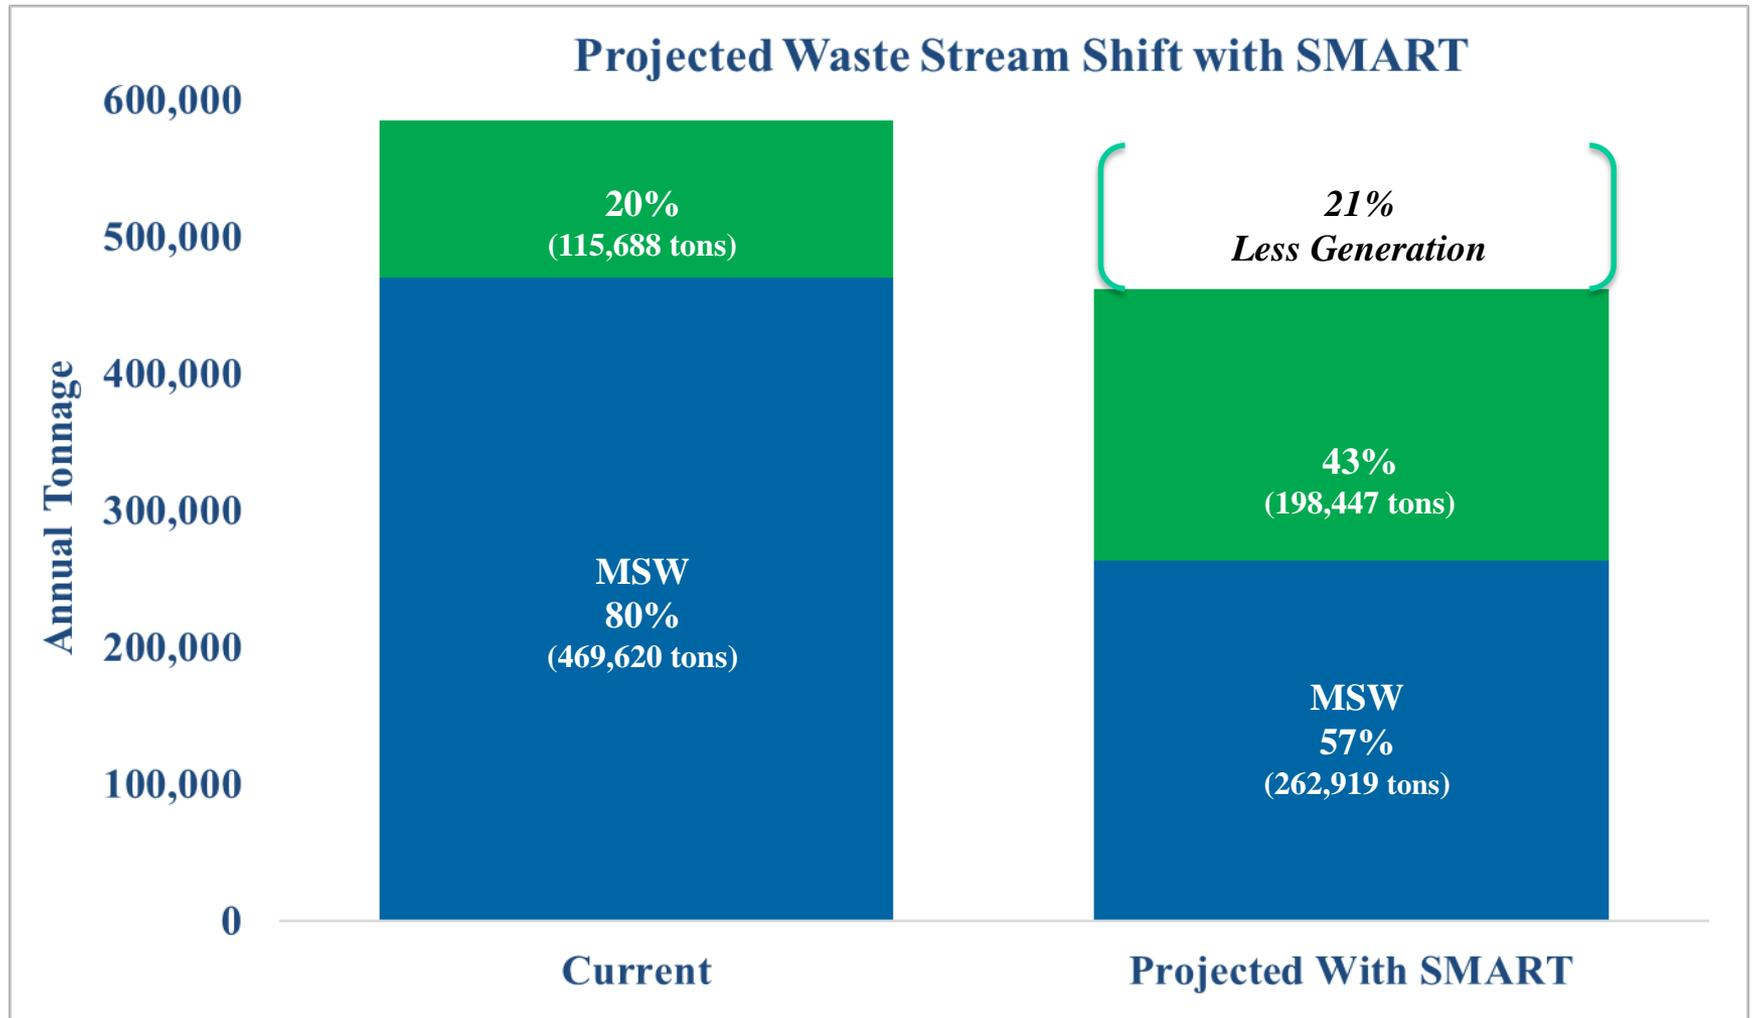 Projected Waste Stream Shift with SMART
600,000
500,000
400,000
300,000
200,000
100,000
0
Annual Tonnage
20%
(115,688 tons)
MSW
80%
(469,620 tons)
21%
Less Generation
43%
(198,447 tons)
MSW
57%
(262,919 tons)
Current
Projected With SMART